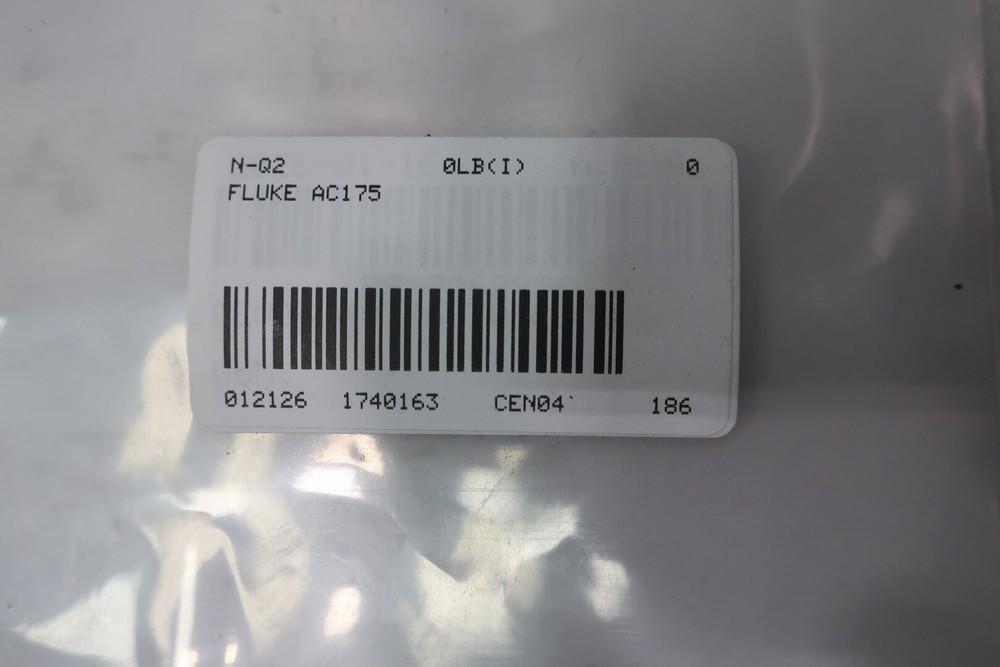 N-Q2 0LB(I) 0
FLUKE AC175
012126 1740163 CEN04` 186